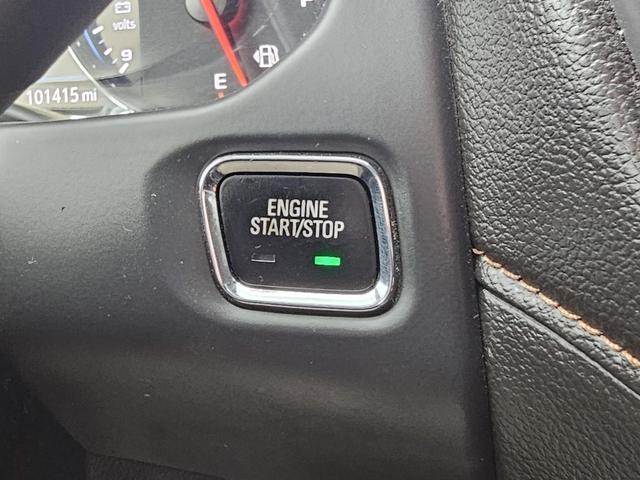 volts
9
101415 mi
E
F
ENGINE
START/STOP